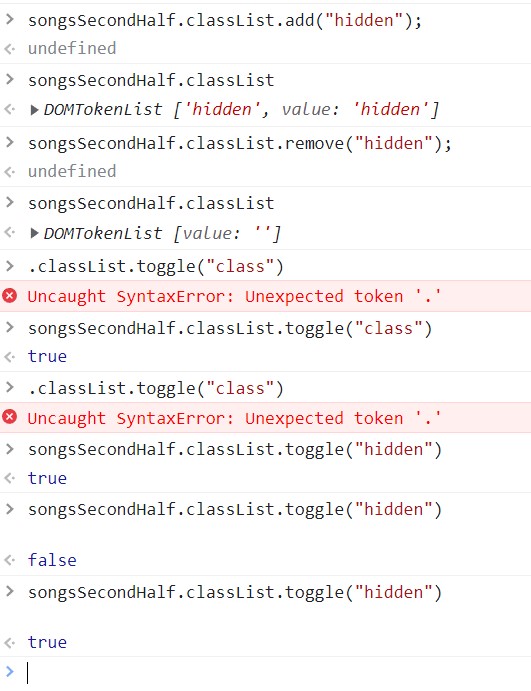 songsSecondHalf.classList.add("hidden");
undefined
songsSecondHalf.classList
▶DOMTokenList ['hidden', value: 'hidden']
songsSecondHalf.classList.remove("hidden");
undefined
songsSecondHalf.classList
▶DOMTokenList [value: '']
.classList.toggle("class")
Uncaught SyntaxError: Unexpected token '.'
songsSecondHalf.classList.toggle("class")
true
.classList.toggle("class")
Uncaught SyntaxError: Unexpected token '.'
songsSecondHalf.classList.toggle("hidden")
true
songsSecondHalf.classList.toggle("hidden")
false
songsSecondHalf.classList.toggle("hidden")
true